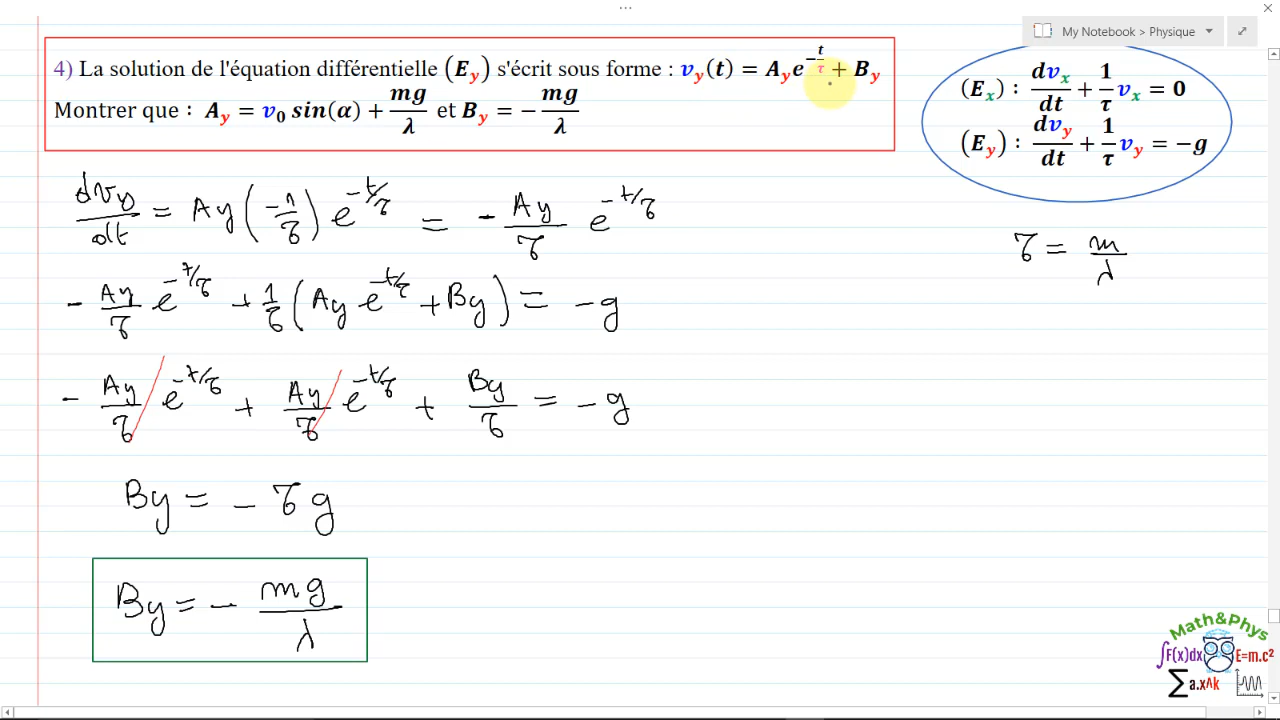 My Notebook > Physique
4) La solution de l'équation différentielle (E_y) s'écrit sous forme : v_y(t) = A_y e^(-t/τ) + B_y
Montrer que : A_y = v_0 sin(α) + mg/λ et B_y = - mg/λ
(E_x) : dv_x/dt + 1/τ v_x = 0
(E_y) : dv_y/dt + 1/τ v_y = -g
τ = m/λ
dv_y/dt = Ay (-1/τ) e^(-t/τ) = - Ay/τ e^(-t/τ)
- Ay/τ e^(-t/τ) + 1/τ (Ay e^(-t/τ) + By) = -g
- Ay/τ e^(-t/τ) + Ay/τ e^(-t/τ) + By/τ = -g
By = - τ g
By = - mg/λ
Math&Phys
∫F(x)dx E=m.c²
∑ a.x∧k